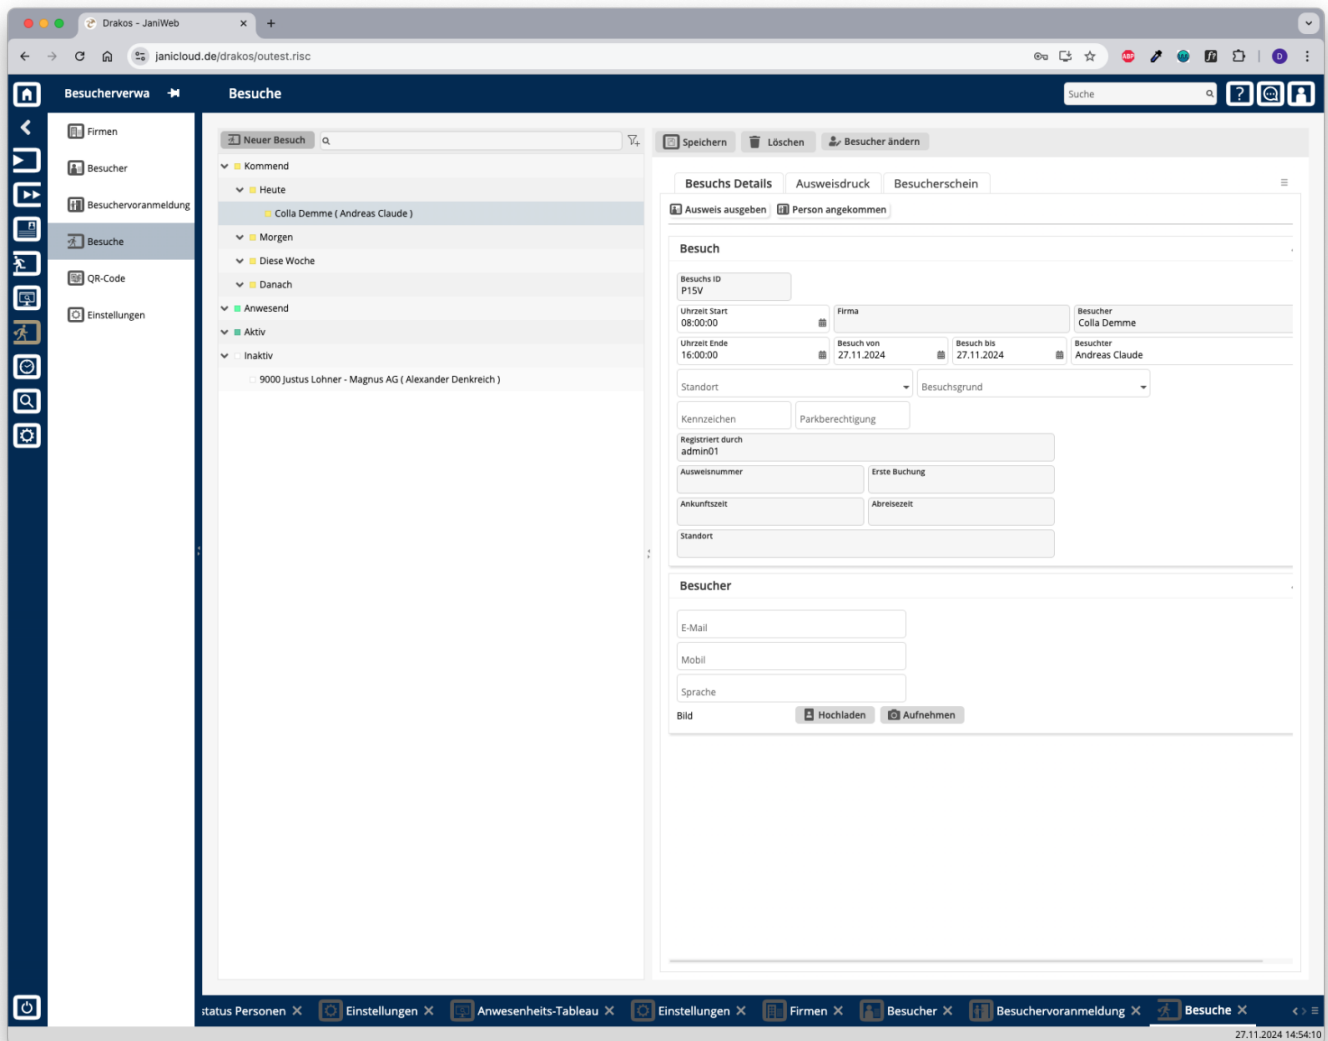 Drakos - JaniWeb
janicloud.de/drakos/outest.risc
ABP
D
Besucherverwa
Besuche
Suche
?
Firmen
Besucher
Besuchervoranmeldung
Besuche
QR-Code
Einstellungen
Neuer Besuch
Kommend
Heute
Colla Demme ( Andreas Claude )
Morgen
Diese Woche
Danach
Anwesend
Aktiv
Inaktiv
9000 Justus Lohner - Magnus AG ( Alexander Denkreich )
Speichern Löschen Besucher ändern
Besuchs Details Ausweisdruck Besucherschein
Ausweis ausgeben Person angekommen
Besuch
Besuchs ID
P15V
Uhrzeit Start Firma Besucher
08:00:00 Colla Demme
Uhrzeit Ende Besuch von Besuch bis Besuchter
16:00:00 27.11.2024 27.11.2024 Andreas Claude
Standort Besuchsgrund
Kennzeichen Parkberechtigung
Registriert durch
admin01
Ausweisnummer Erste Buchung
Ankunftszeit Abreisezeit
Standort
Besucher
E-Mail
Mobil
Sprache
Bild Hochladen Aufnehmen
status Personen Einstellungen Anwesenheits-Tableau Einstellungen Firmen Besucher Besuchervoranmeldung Besuche
27.11.2024 14:54:10